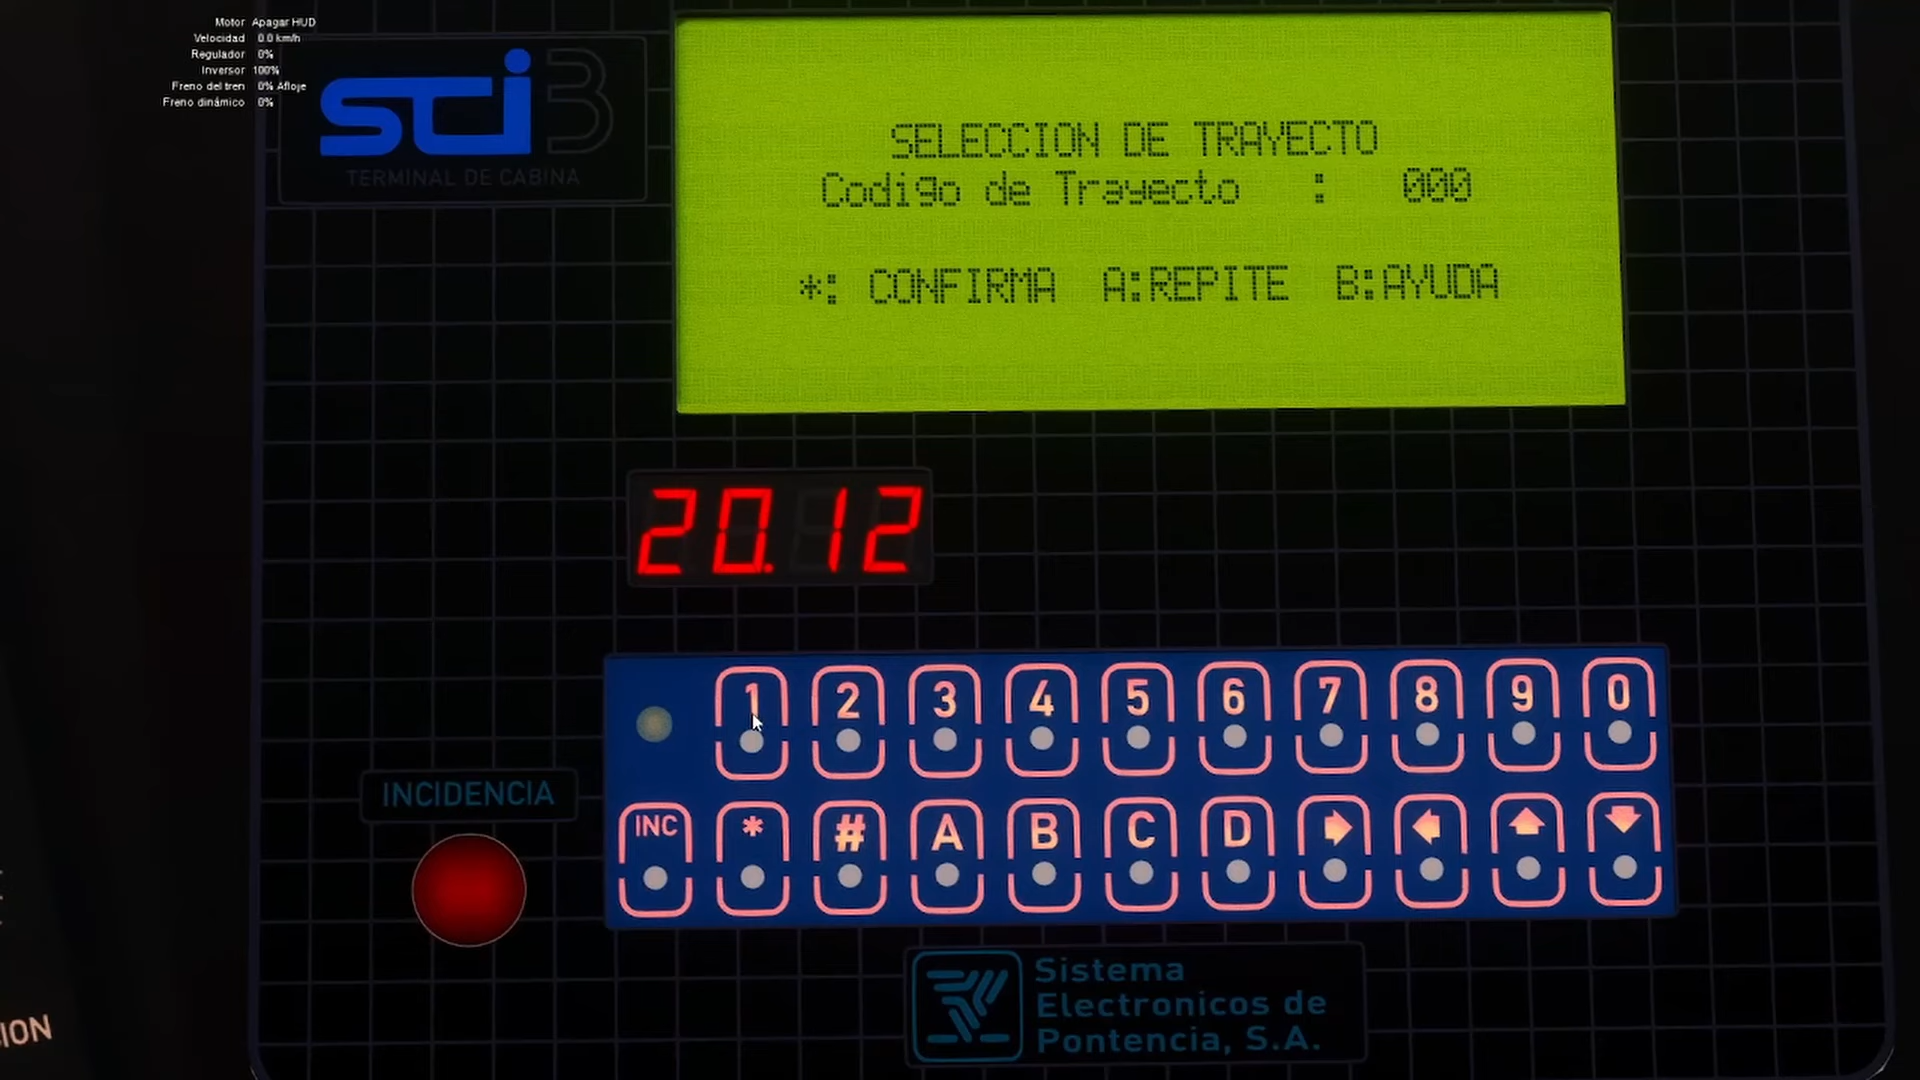 Motor Apagar HUD
Velocidad 0.0 km/h
Regulador 0%
Inversor 100%
Freno del tren 0% Afloje
Freno dinámico 0%
sci3
TERMINAL DE CABINA
SELECCION DE TRAYECTO
Codigo de Trayecto : 000
*: CONFIRMA A:REPITE B:AYUDA
20.12
1 2 3 4 5 6 7 8 9 0
INCIDENCIA
INC * # A B C D
Sistema
Electronicos de
Pontencia, S.A.
ION